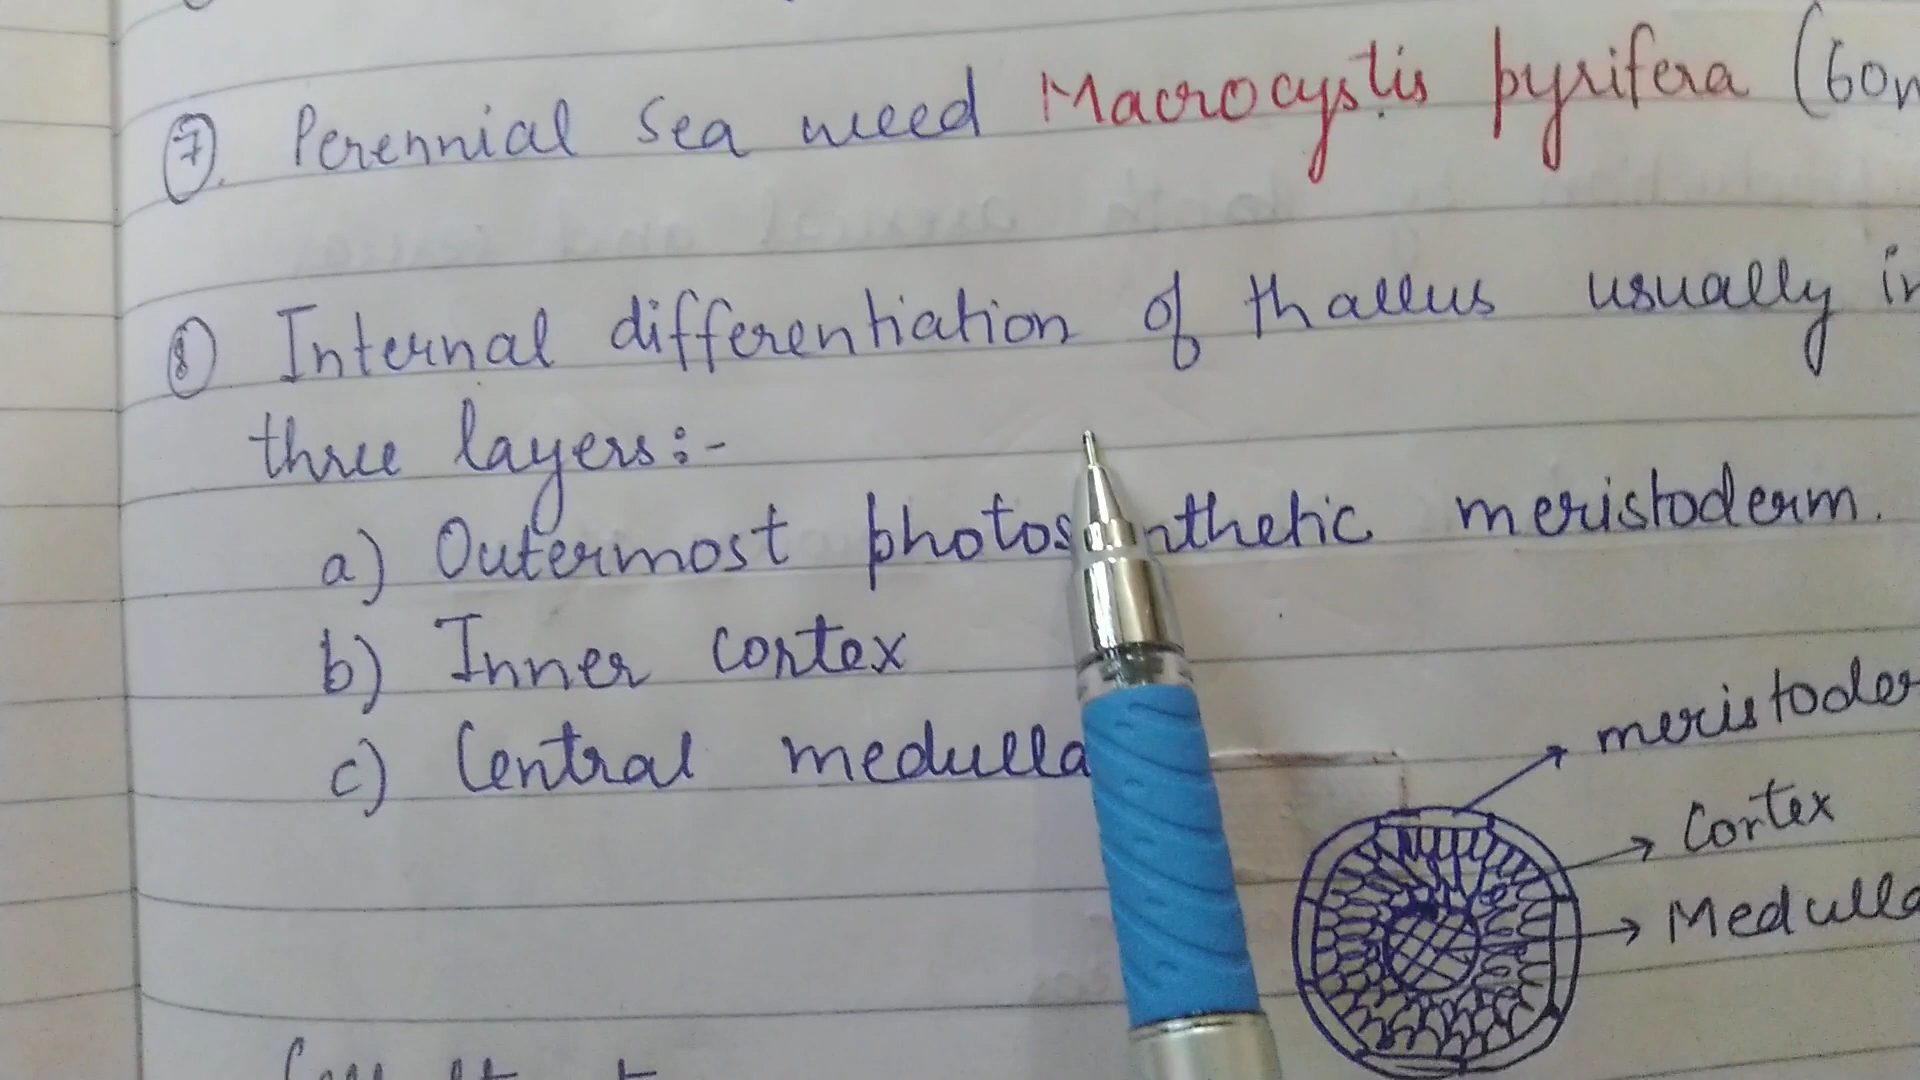 7. Perennial sea weed Macrocystis pyrifera (60m
8 Internal differentiation of thallus usually in
three layers:-
a) Outermost photosnthetic meristoderm.
b) Inner cortex
c) Central medulla
meristoder
Cortex
Medulla